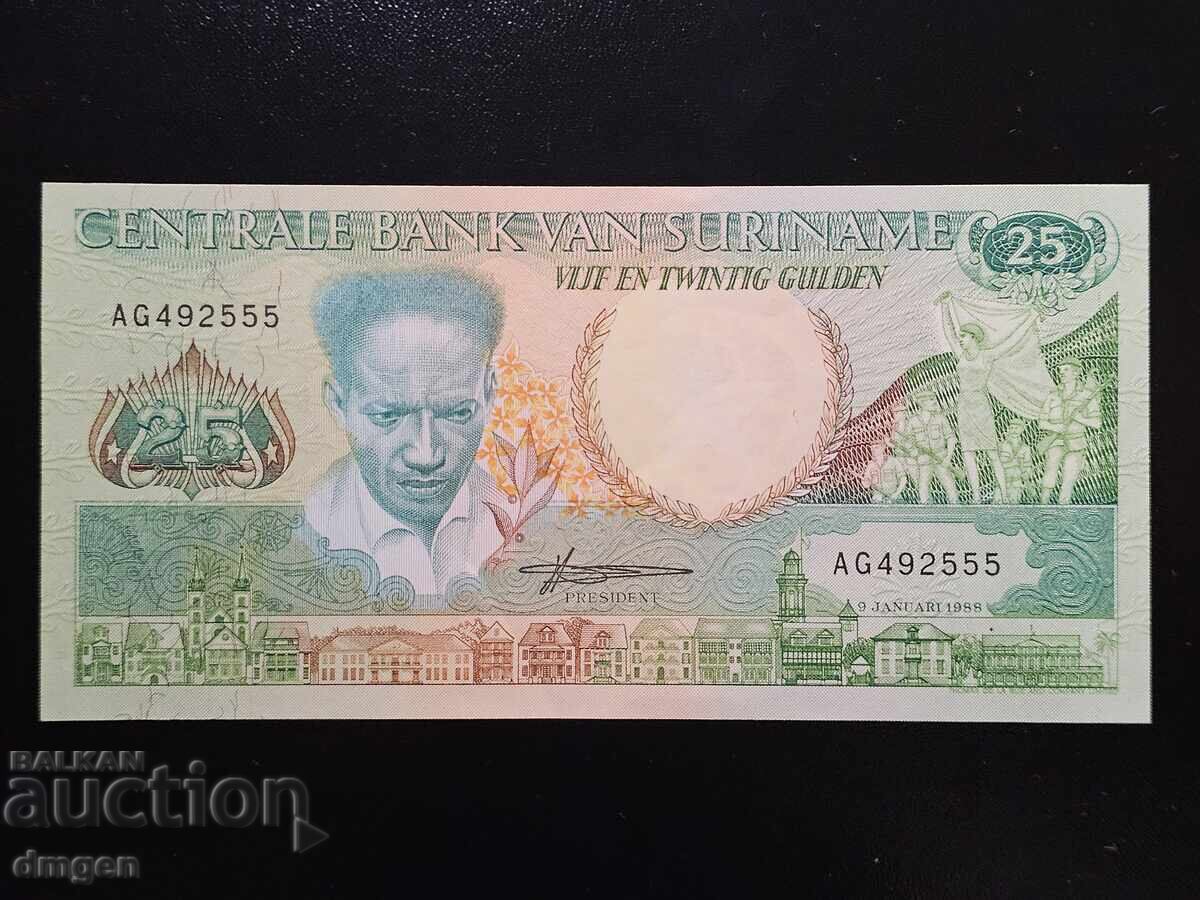 CENTRALE BANK VAN SURINAME
25
VIJF EN TWINTIG GULDEN
AG492555
25
AG492555
PRESIDENT
9 JANUARI 1988
BALKAN
auction
dmgen